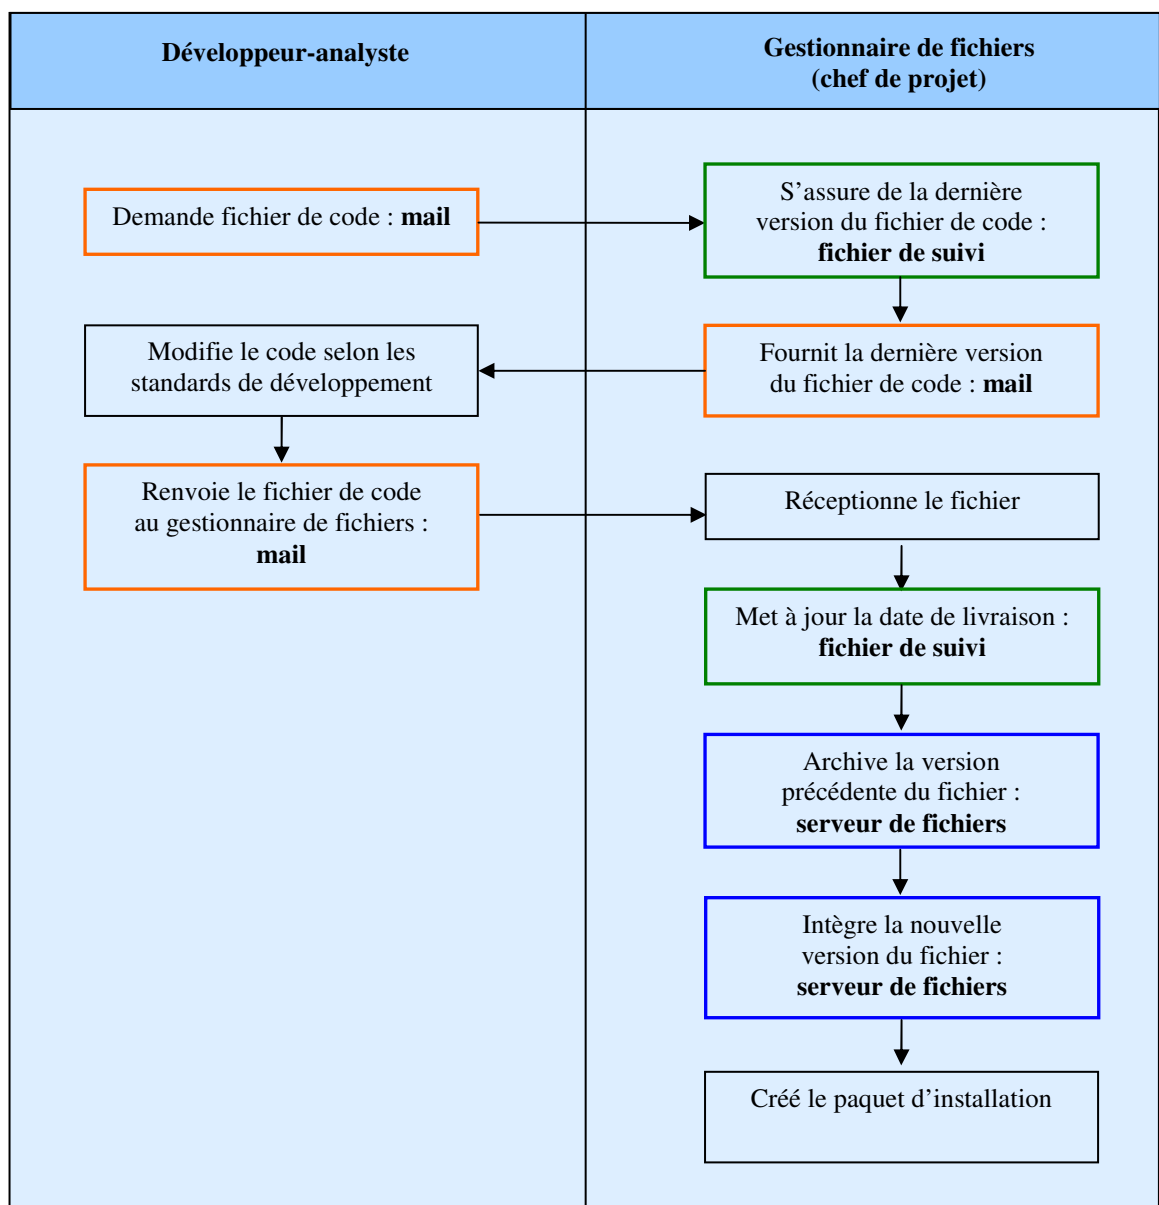 Développeur-analyste
Gestionnaire de fichiers
(chef de projet)
Demande fichier de code : mail
S’assure de la dernière
version du fichier de code :
fichier de suivi
Modifie le code selon les
standards de développement
Fournit la dernière version
du fichier de code : mail
Renvoie le fichier de code
au gestionnaire de fichiers :
mail
Réceptionne le fichier
Met à jour la date de livraison :
fichier de suivi
Archive la version
précédente du fichier :
serveur de fichiers
Intègre la nouvelle
version du fichier :
serveur de fichiers
Créé le paquet d’installation